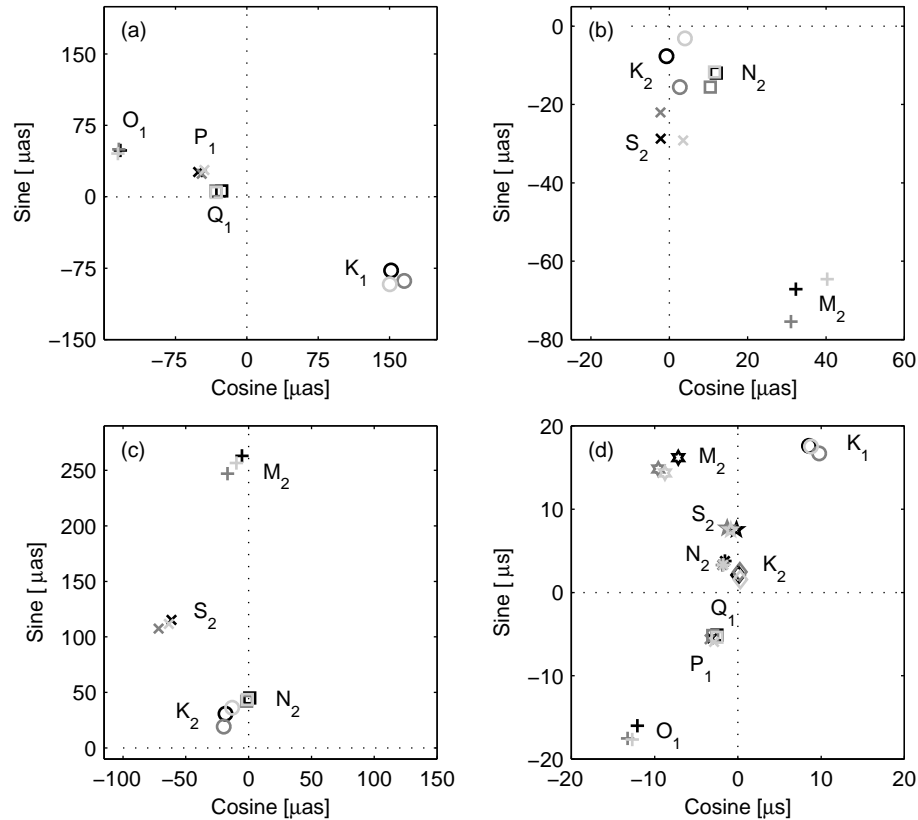 (a)
150
75
0
−75
−150
−75
0
75
150
Sine [ µas]
Cosine [µas]
O1
P1
Q1
K1
(b)
0
−20
−40
−60
−80
−20
0
20
40
60
Sine [ µas]
Cosine [µas]
K2
N2
S2
M2
(c)
250
200
150
100
50
0
−100
−50
0
50
100
150
Sine [ µas]
Cosine [µas]
M2
S2
K2
N2
(d)
20
10
0
−10
−20
−20
−10
0
10
20
Sine [ µs]
Cosine [µs]
K1
M2
S2
N2
K2
Q1
P1
O1